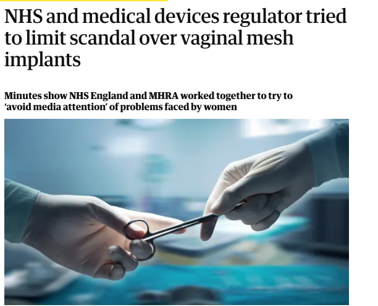 NHS and medical devices regulator tried
to limit scandal over vaginal mesh
implants
Minutes show NHS England and MHRA worked together to try to
‘avoid media attention’ of problems faced by women